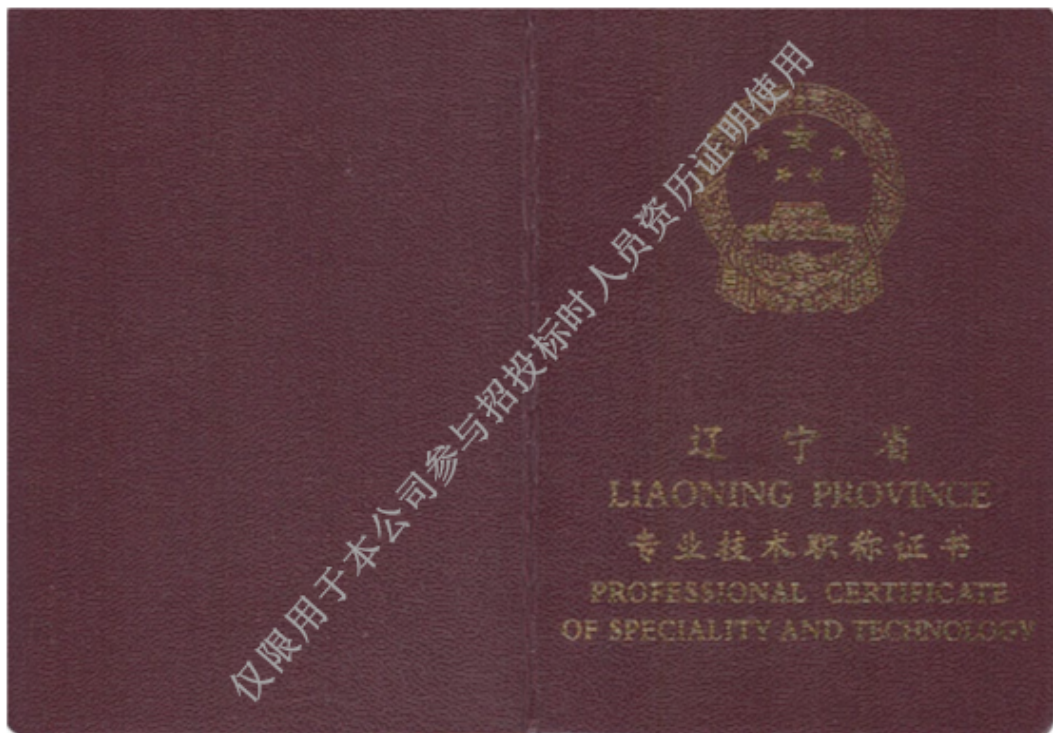 仅限用于本公司参与招投标时人员资历证明使用
辽宁省
LIAONING PROVINCE
专业技术职称证书
PROFESSIONAL CERTIFICATE
OF SPECIALITY AND TECHNOLOGY